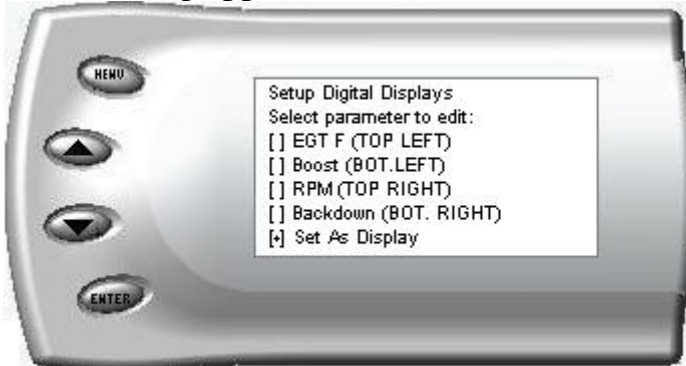 MENU
ENTER
Setup Digital Displays
Select parameter to edit:
[ ] EGT F (TOP LEFT)
[ ] Boost (BOT.LEFT)
[ ] RPM (TOP RIGHT)
[ ] Backdown (BOT. RIGHT)
[+] Set As Display